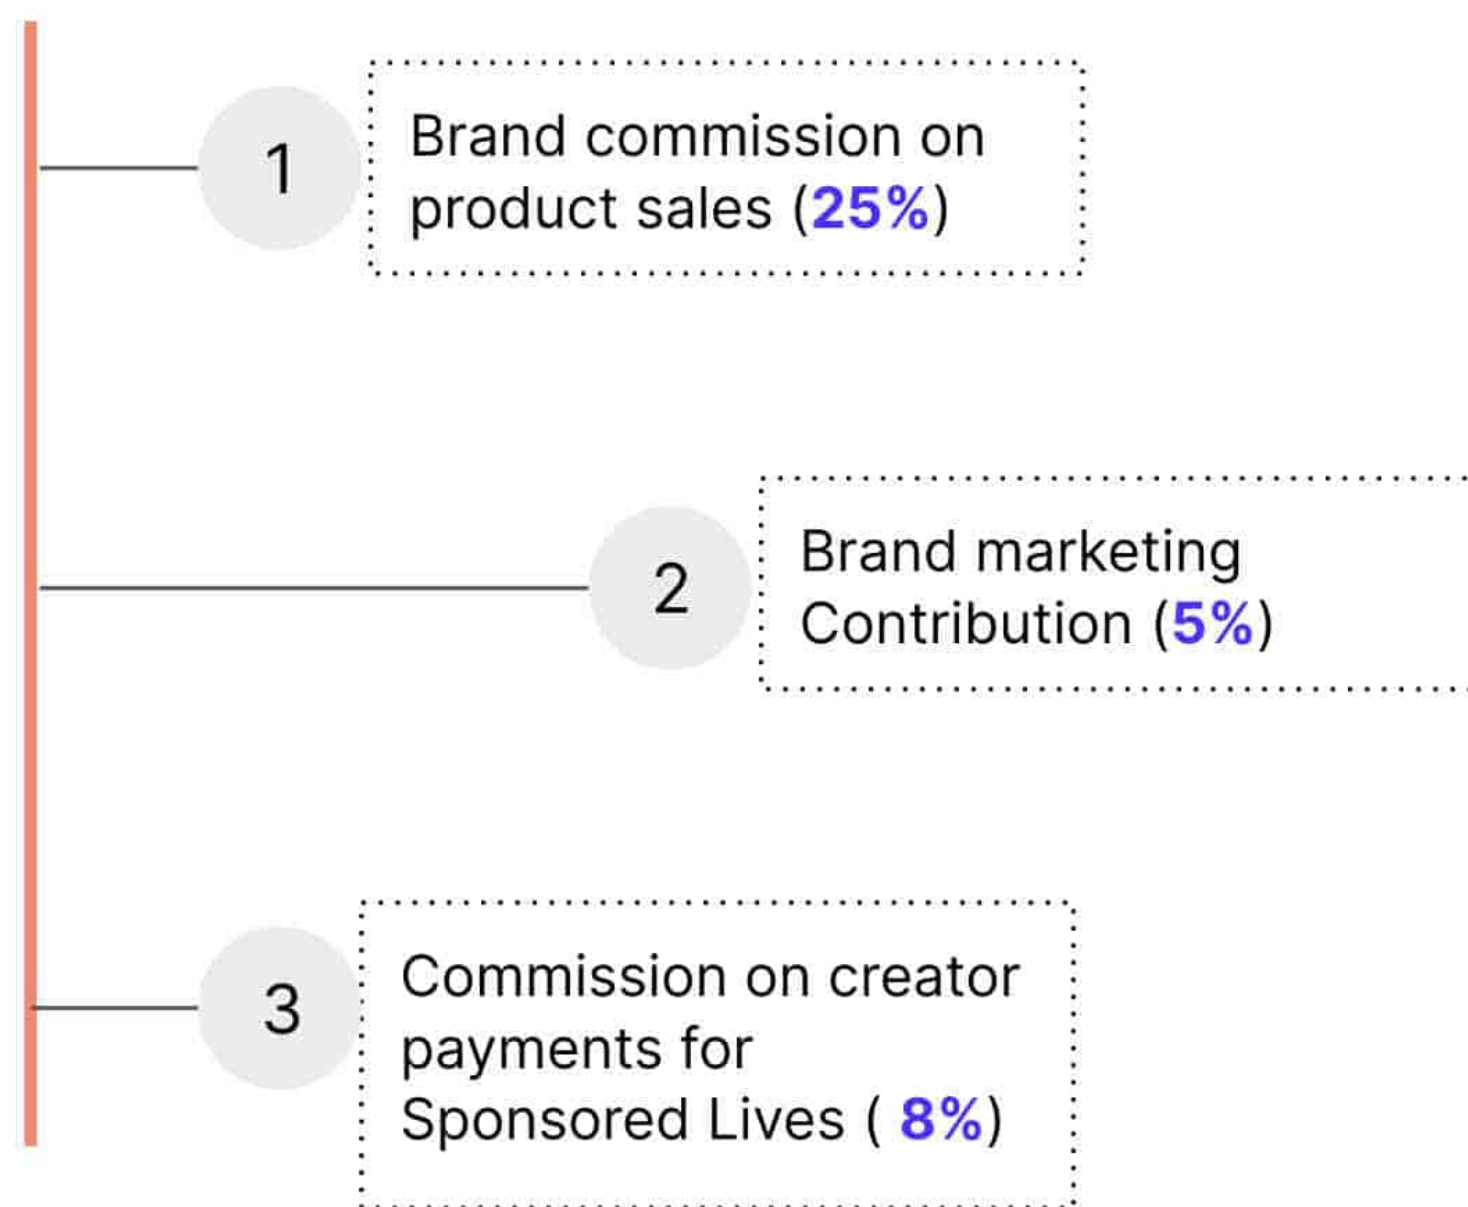 1
Brand commission on
product sales (25%)
2
Brand marketing
Contribution (5%)
3
Commission on creator
payments for
Sponsored Lives ( 8%)